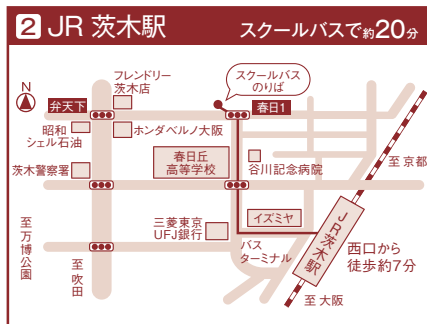 2 JR 茨木駅
スクールバスで約20分
N
フレンドリー
茨木店
スクールバス
のりば
弁天下
春日1
昭和
シェル石油
ホンダベルノ大阪
茨木警察署
春日丘
高等学校
谷川記念病院
至京都
至万博公園
至吹田
三菱東京
UFJ銀行
イズミヤ
バス
ターミナル
JR茨木駅
西口から
徒歩約7分
至大阪